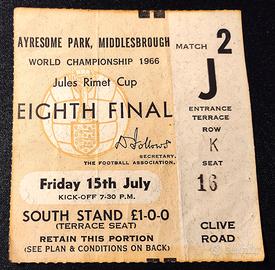 AYRESOME PARK, MIDDLESBROUGH
WORLD CHAMPIONSHIP 1966
Jules Rimet Cup
EIGHTH FINAL
D Follows
SECRETARY,
THE FOOTBALL ASSOCIATION.
Friday 15th July
KICK-OFF 7-30 P.M.
SOUTH STAND £1-0-0
(TERRACE SEAT)
RETAIN THIS PORTION
(SEE PLAN & CONDITIONS ON BACK)
MATCH 2
J
ENTRANCE
TERRACE
ROW
K
SEAT
16
CLIVE
ROAD